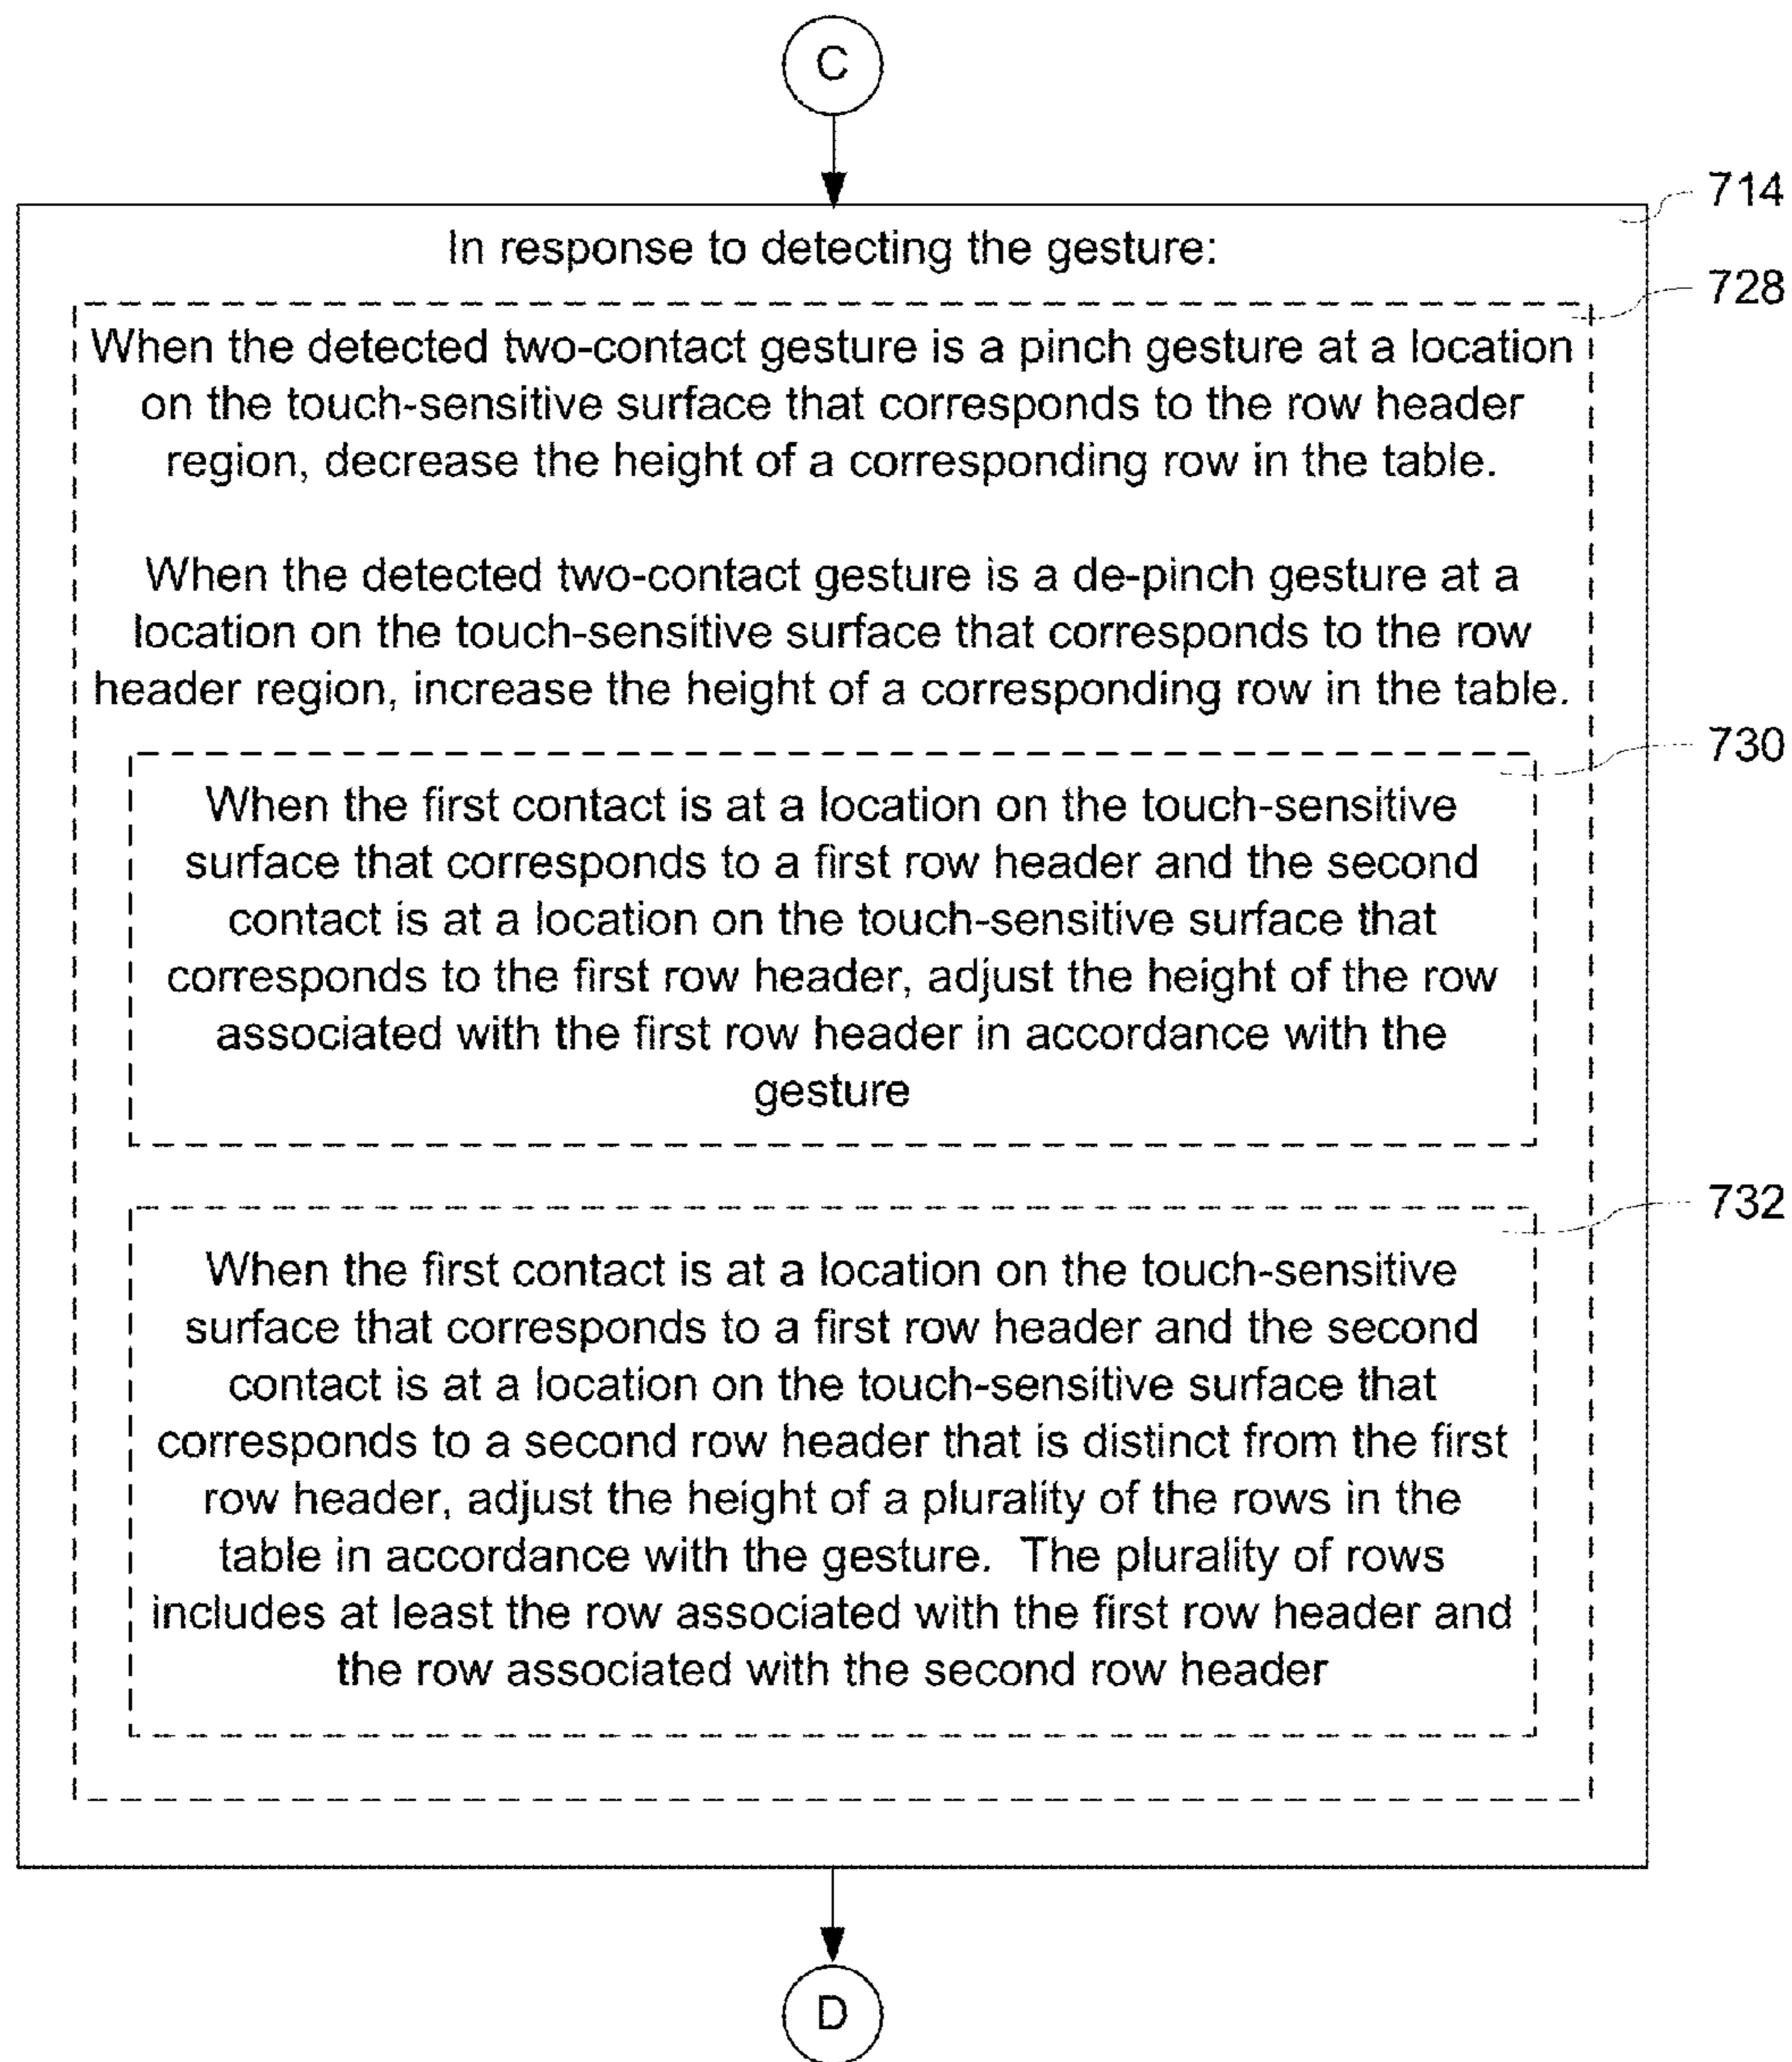 C
714
In response to detecting the gesture:
728
When the detected two-contact gesture is a pinch gesture at a location
on the touch-sensitive surface that corresponds to the row header
region, decrease the height of a corresponding row in the table.
When the detected two-contact gesture is a de-pinch gesture at a
location on the touch-sensitive surface that corresponds to the row
header region, increase the height of a corresponding row in the table.
730
When the first contact is at a location on the touch-sensitive
surface that corresponds to a first row header and the second
contact is at a location on the touch-sensitive surface that
corresponds to the first row header, adjust the height of the row
associated with the first row header in accordance with the
gesture
732
When the first contact is at a location on the touch-sensitive
surface that corresponds to a first row header and the second
contact is at a location on the touch-sensitive surface that
corresponds to a second row header that is distinct from the first
row header, adjust the height of a plurality of the rows in the
table in accordance with the gesture.  The plurality of rows
includes at least the row associated with the first row header and
the row associated with the second row header
D